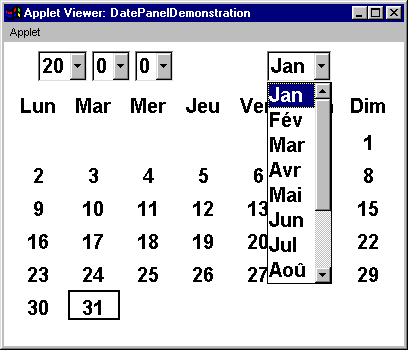 Applet Viewer: DatePanelDemonstration
Applet
20 0 0 Jan
Lun Mar Mer Jeu Ve Dim
Jan
Fév
Mar
Avr
Mai
Jun
Jul
Aoû
1
2 3 4 5 6 8
9 10 11 12 13 15
16 17 18 19 20 22
23 24 25 26 27 29
30 31